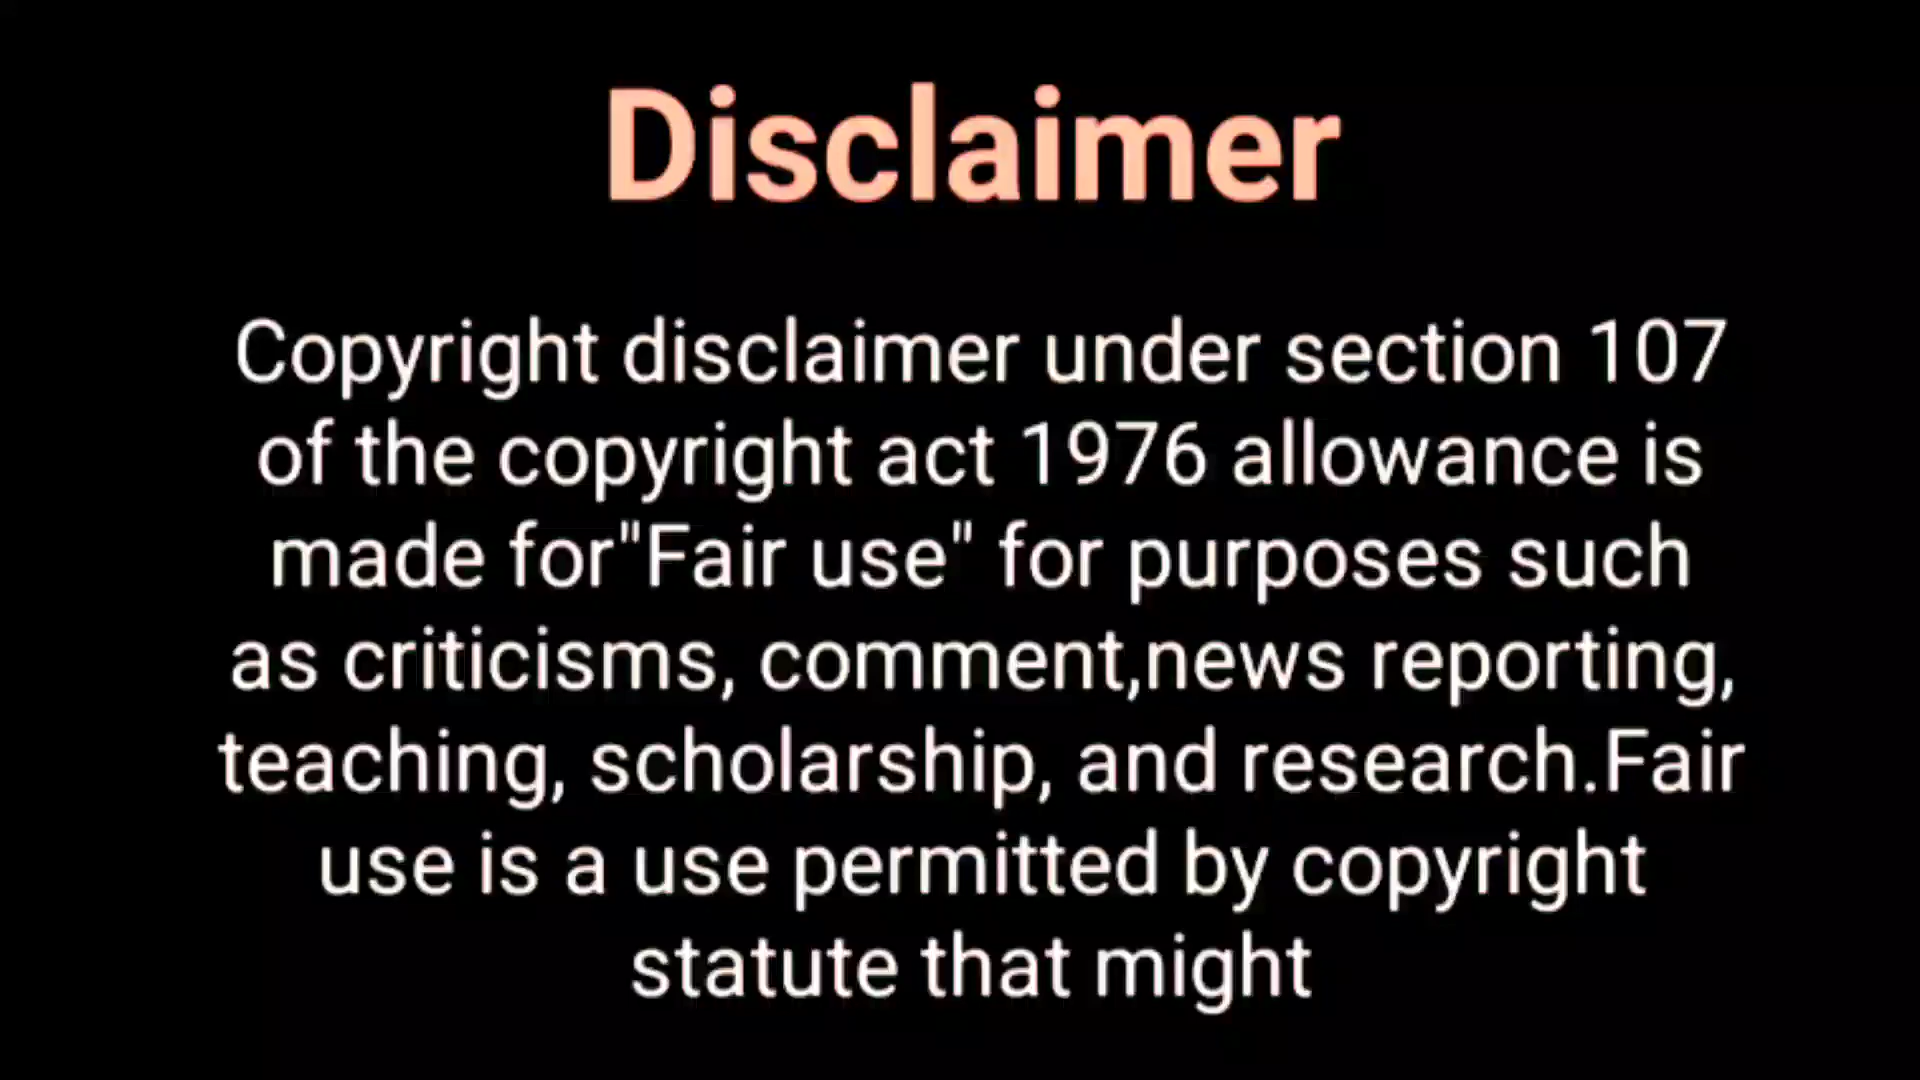 Disclaimer
Copyright disclaimer under section 107
of the copyright act 1976 allowance is
made for"Fair use" for purposes such
as criticisms, comment,news reporting,
teaching, scholarship, and research.Fair
use is a use permitted by copyright
statute that might